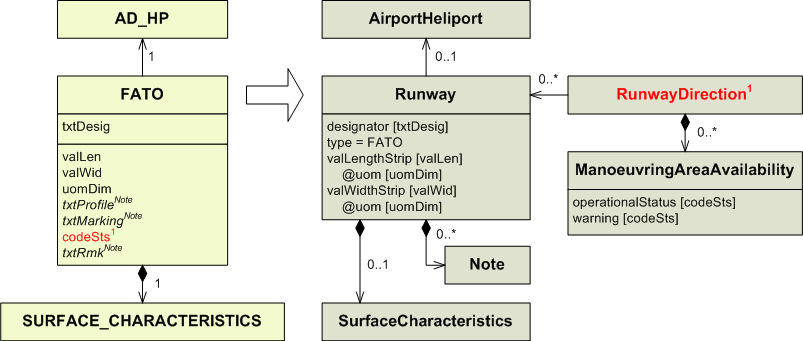 AD_HP
1
FATO
txtDesig
valLen
valWid
uomDim
txtProfileNote
txtMarkingNote
codeSts1
txtRmkNote
1
SURFACE_CHARACTERISTICS
AirportHeliport
0..1
Runway
designator [txtDesig]
type = FATO
valLengthStrip [valLen]
@uom [uomDim]
valWidthStrip [valWid]
@uom [uomDim]
0..*
0..1
Note
SurfaceCharacteristics
0..*
RunwayDirection1
0..*
ManoeuvringAreaAvailability
operationalStatus [codeSts]
warning [codeSts]